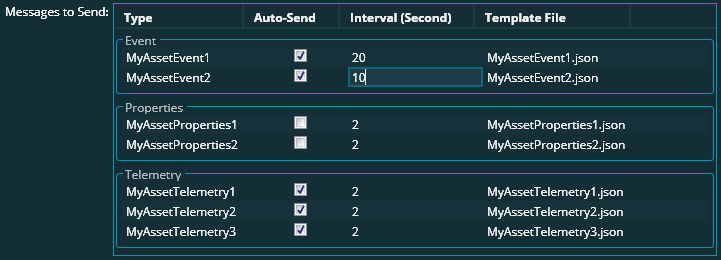 Messages to Send:
Type Auto-Send Interval (Second) Template File
Event
MyAssetEvent1 20 MyAssetEvent1.json
MyAssetEvent2 10 MyAssetEvent2.json
Properties
MyAssetProperties1 2 MyAssetProperties1.json
MyAssetProperties2 2 MyAssetProperties2.json
Telemetry
MyAssetTelemetry1 2 MyAssetTelemetry1.json
MyAssetTelemetry2 2 MyAssetTelemetry2.json
MyAssetTelemetry3 2 MyAssetTelemetry3.json